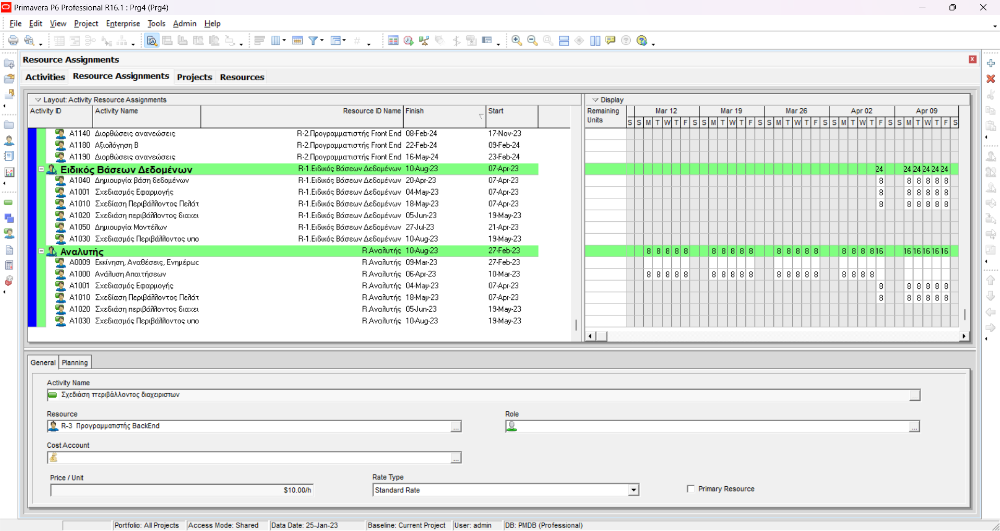 Primavera P6 Professional R16.1 : Prg4 (Prg4)
File Edit View Project Enterprise Tools Admin Help
Resource Assignments
Activities Resource Assignments Projects Resources
Layout: Activity Resource Assignments
Display
Activity ID Activity Name Resource ID Name Finish Start
Remaining Units Mar 12 Mar 19 Mar 26 Apr 02 Apr 09
S S M T W T F S S M T W T F S S M T W T F S S M T W T F S S M T W T F S
A1140 Διορθώσεις ανανεώσεις R-2.Προγραμματιστής Front End 08-Feb-24 17-Nov-23
A1180 Αξιολόγηση Β R-2.Προγραμματιστής Front End 22-Feb-24 09-Feb-24
A1190 Διορθώσεις ανανεώσεις R-2.Προγραμματιστής Front End 16-May-24 23-Feb-24
Ειδικός Βάσεων Δεδομένων R-1.Ειδικός Βάσεων Δεδομένων 10-Aug-23 07-Apr-23 24 24 24 24 24 24
A1040 Δημιουργία βάση δεδομένων R-1.Ειδικός Βάσεων Δεδομένων 20-Apr-23 07-Apr-23 8 8 8 8 8 8
A1001 Σχεδιασμός Εφαρμογής R-1.Ειδικός Βάσεων Δεδομένων 04-May-23 07-Apr-23 8 8 8 8 8 8
A1010 Σχεδίαση Περιβάλλοντος Πελάτ R-1.Ειδικός Βάσεων Δεδομένων 18-May-23 07-Apr-23 8 8 8 8 8 8
A1020 Σχεδιάση περιβάλλοντος διαχει R-1.Ειδικός Βάσεων Δεδομένων 05-Jun-23 19-May-23
A1050 Δημιουργία Μοντέλων R-1.Ειδικός Βάσεων Δεδομένων 27-Jul-23 21-Apr-23
A1030 Σχεδιασμός Περιβάλλοντος υπο R-1.Ειδικός Βάσεων Δεδομένων 10-Aug-23 19-May-23
Αναλυτής R.Αναλυτής 10-Aug-23 27-Feb-23 8 8 8 8 8 8 8 8 8 8 8 8 8 8 8 8 8 8 8 16 16 16 16 16 16
A0009 Εκκίνηση, Αναθέσεις, Ενημέρως R.Αναλυτής 09-Mar-23 27-Feb-23
A1000 Ανάλυση Απαιτήσεων R.Αναλυτής 06-Apr-23 10-Mar-23 8 8 8 8 8 8 8 8 8 8 8 8 8 8 8 8 8 8 8
A1001 Σχεδιασμός Εφαρμογής R.Αναλυτής 04-May-23 07-Apr-23 8 8 8 8 8 8
A1010 Σχεδίαση Περιβάλλοντος Πελάτ R.Αναλυτής 18-May-23 07-Apr-23 8 8 8 8 8 8
A1020 Σχεδιάση περιβάλλοντος διαχει R.Αναλυτής 05-Jun-23 19-May-23
A1030 Σχεδιασμός Περιβάλλοντος υπο R.Αναλυτής 10-Aug-23 19-May-23
General Planning
Activity Name
Σχεδιάση περιβάλλοντος διαχειριστων
Resource Role
R-3 Προγραμματιστής BackEnd
Cost Account
Price / Unit Rate Type
$10.00/h Standard Rate Primary Resource
Portfolio: All Projects Access Mode: Shared Data Date: 25-Jan-23 Baseline: Current Project User: admin DB: PMDB (Professional)